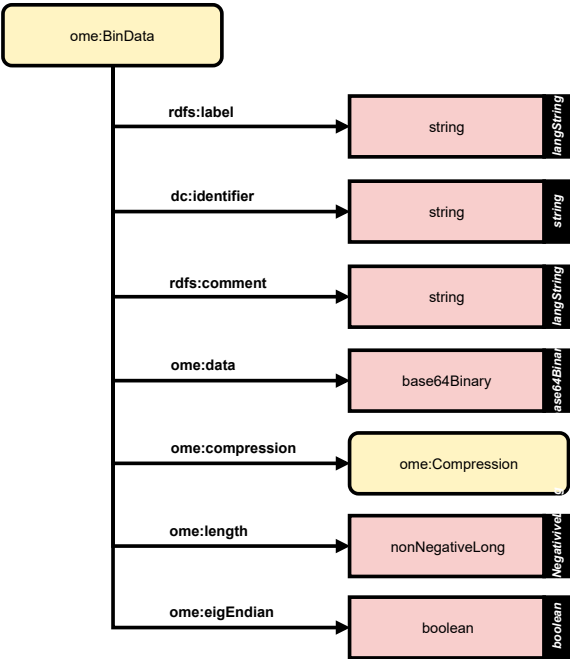 ome:BinData
rdfs:label
string
langString
dc:identifier
string
string
rdfs:comment
string
langString
ome:data
base64Binary
ase64Binar
ome:compression
ome:Compression
ome:length
nonNegativeLong
ome:eigEndian
boolean
boolean